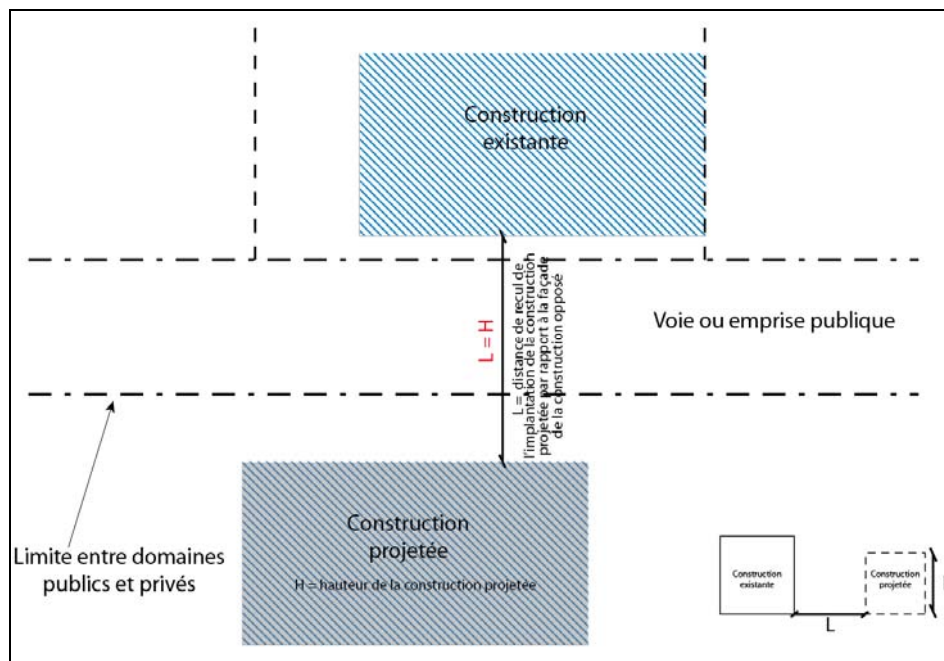 Construction
existante
L = H
L = distance de recul de
l'implantation de la construction
projetée par rapport à la façade
de la construction opposé
Voie ou emprise publique
Construction
projetée
H = hauteur de la construction projetée
Limite entre domaines
publics et privés
Construction
existante
Construction
projetée
L